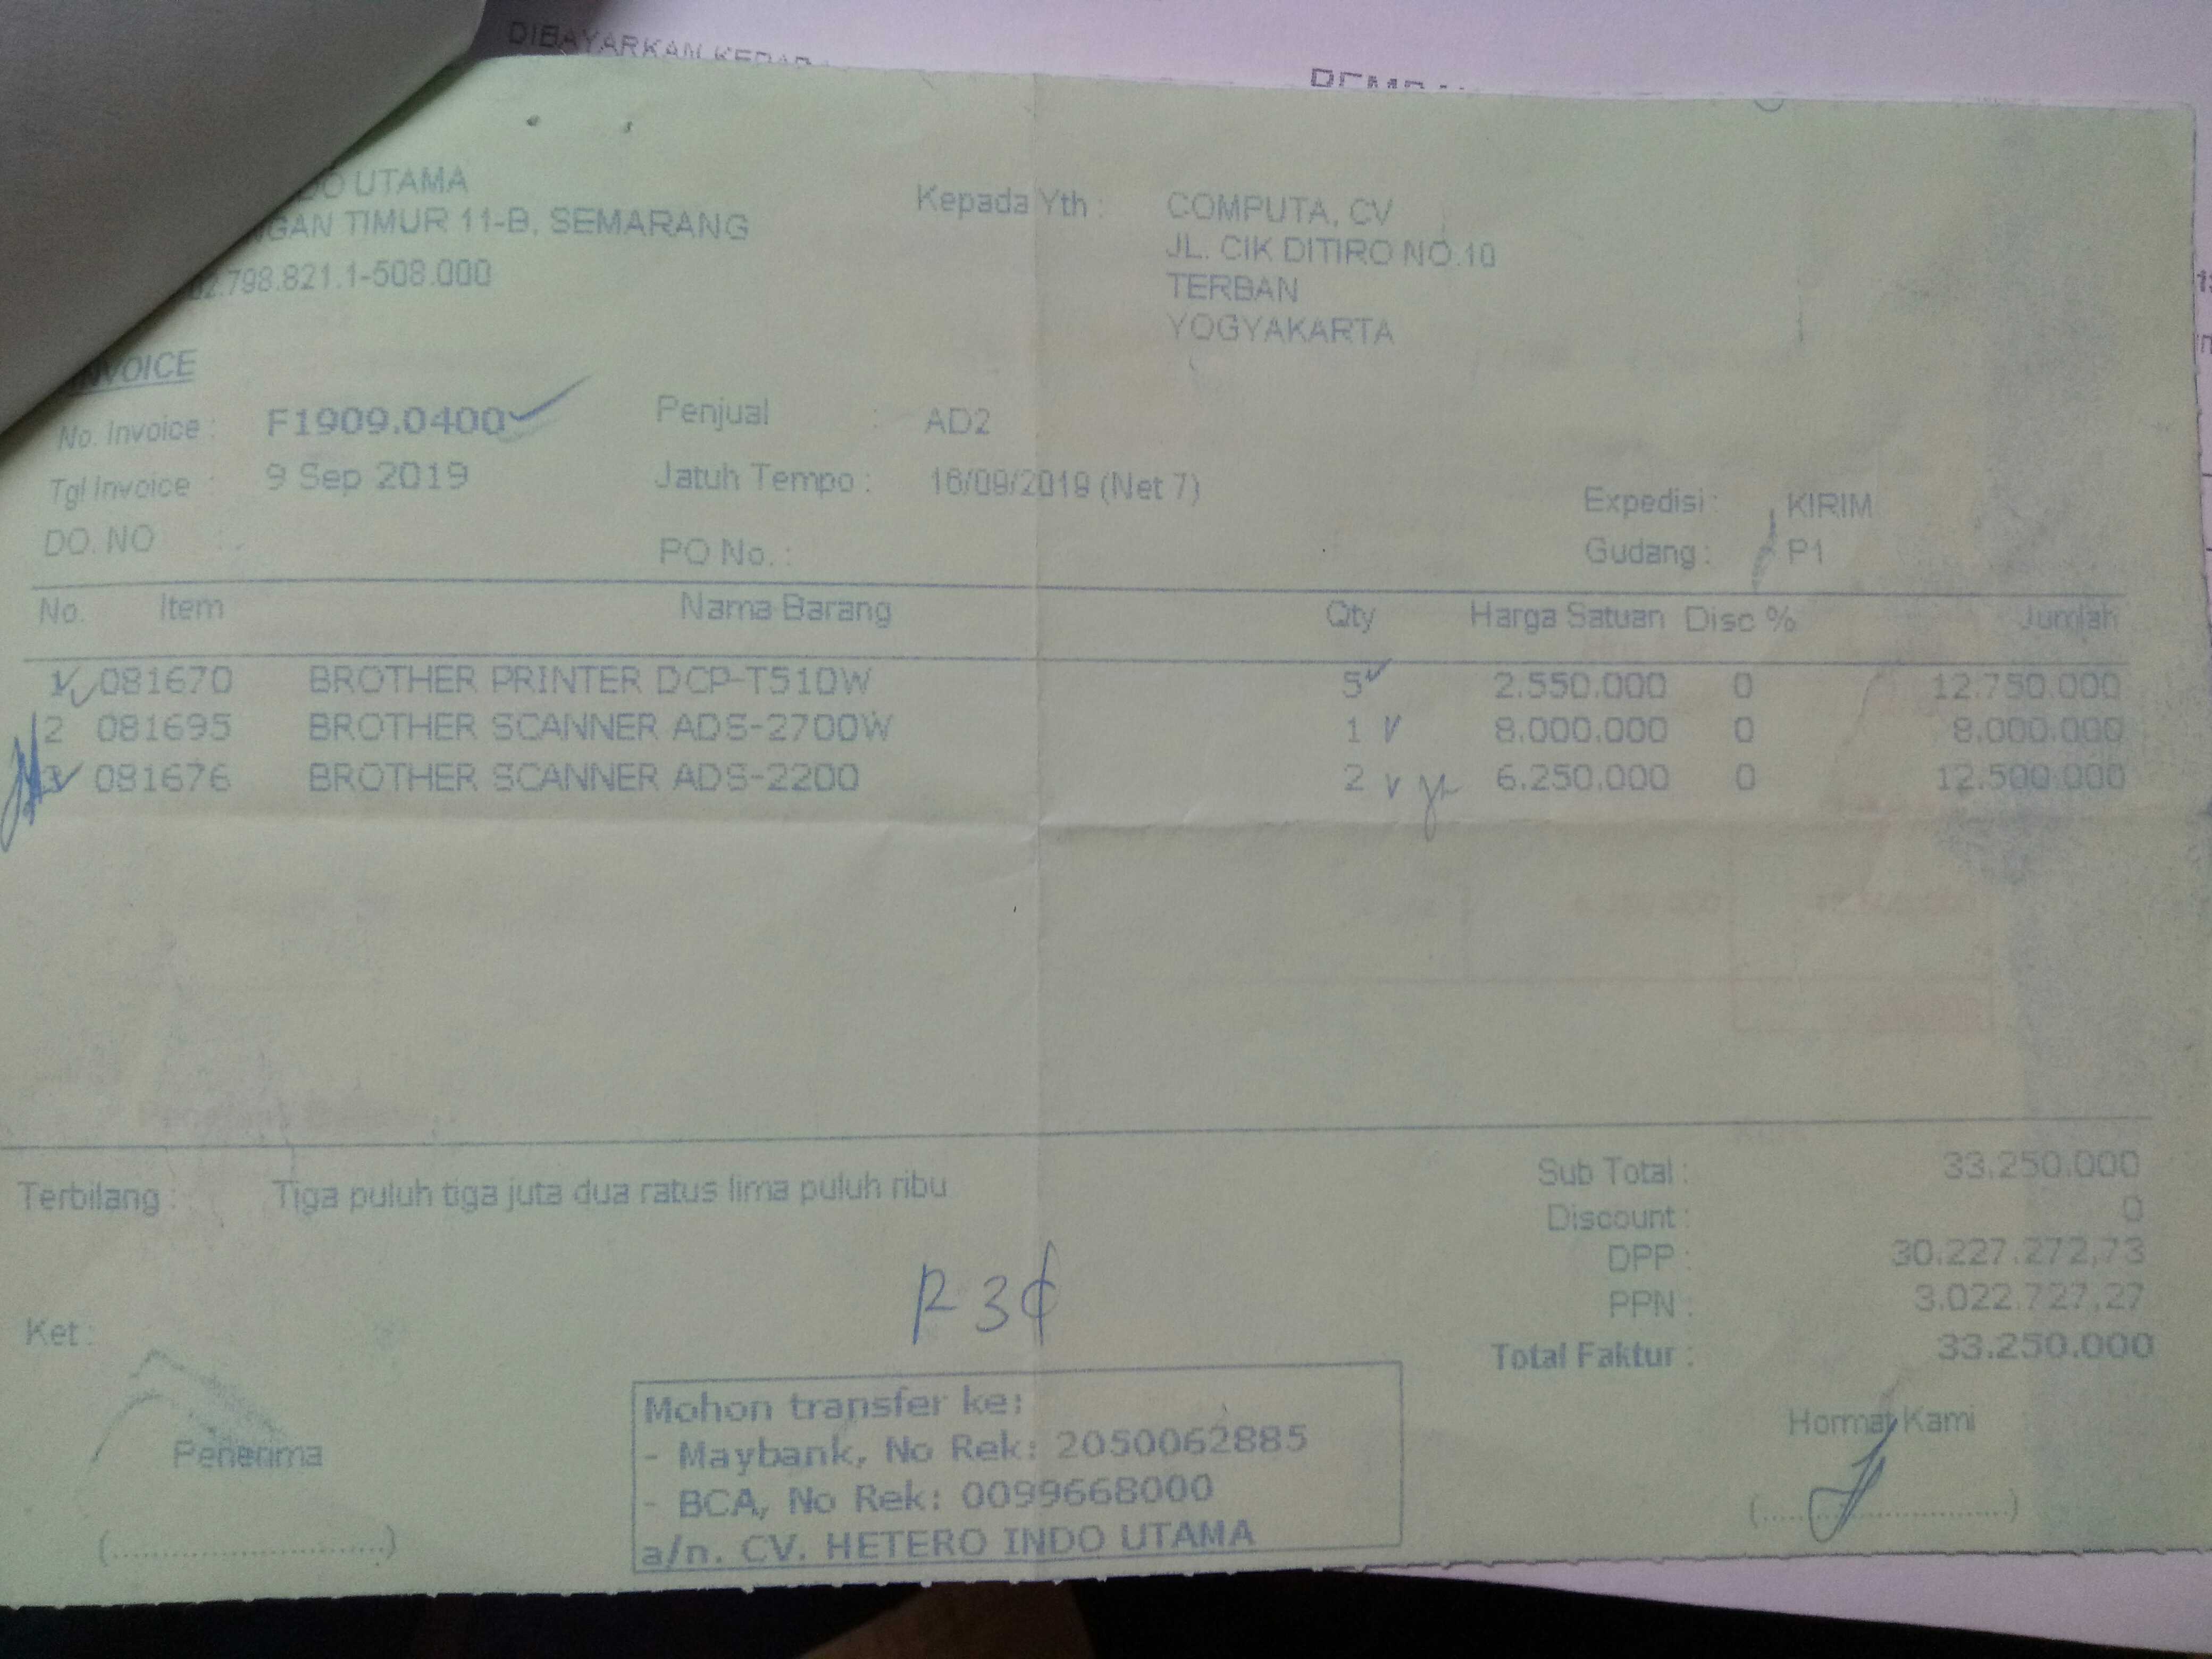 DIBAYARKAN KEPADA
DO UTAMA
GAN TIMUR 11-B, SEMARANG
.798.821.1-508.000
Kepada Yth :
COMPUTA, CV
JL. CIK DITIRO NO.10
TERBAN
YOGYAKARTA
INVOICE
No. Invoice : F1909.0400 Penjual : AD2
Tgl Invoice : 9 Sep 2019 Jatuh Tempo : 16/09/2019 (Net 7) Expedisi : KIRIM
DO. NO : PO No. : Gudang : P1
No. Item Nama Barang Qty Harga Satuan Disc % Jumlah
1 081670 BROTHER PRINTER DCP-T510W 5 2.550.000 0 12.750.000
2 081695 BROTHER SCANNER ADS-2700W 1 8.000.000 0 8.000.000
3 081676 BROTHER SCANNER ADS-2200 2 6.250.000 0 12.500.000
Terbilang : Tiga puluh tiga juta dua ratus lima puluh ribu
Sub Total : 33.250.000
Discount : 0
DPP : 30.227.272,73
PPN : 3.022.727,27
Total Faktur : 33.250.000
Ket :
Mohon transfer ke:
- Maybank, No Rek: 2050062885
- BCA, No Rek: 0099668000
a/n. CV. HETERO INDO UTAMA
Penerima
(..............................)
Hormat Kami
(..............................)